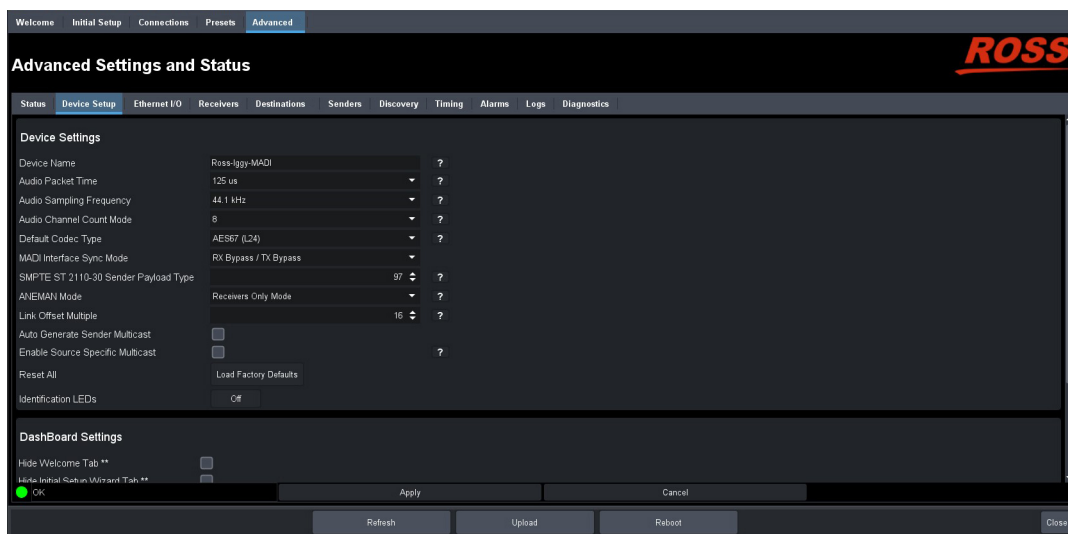 Welcome Initial Setup Connections Presets Advanced
Advanced Settings and Status
ROSS
Status Device Setup Ethernet I/O Receivers Destinations Senders Discovery Timing Alarms Logs Diagnostics
Device Settings
Device Name Ross-Iggy-MADI ?
Audio Packet Time 125 us ?
Audio Sampling Frequency 44.1 kHz ?
Audio Channel Count Mode 8 ?
Default Codec Type AES67 (L24) ?
MADI Interface Sync Mode RX Bypass / TX Bypass
SMPTE ST 2110-30 Sender Payload Type 97 ?
ANEMAN Mode Receivers Only Mode ?
Link Offset Multiple 16 ?
Auto Generate Sender Multicast
Enable Source Specific Multicast ?
Reset All Load Factory Defaults
Identification LEDs Off
DashBoard Settings
Hide Welcome Tab **
Hide Initial Setup Wizard Tab **
OK Apply Cancel
Refresh Upload Reboot Close